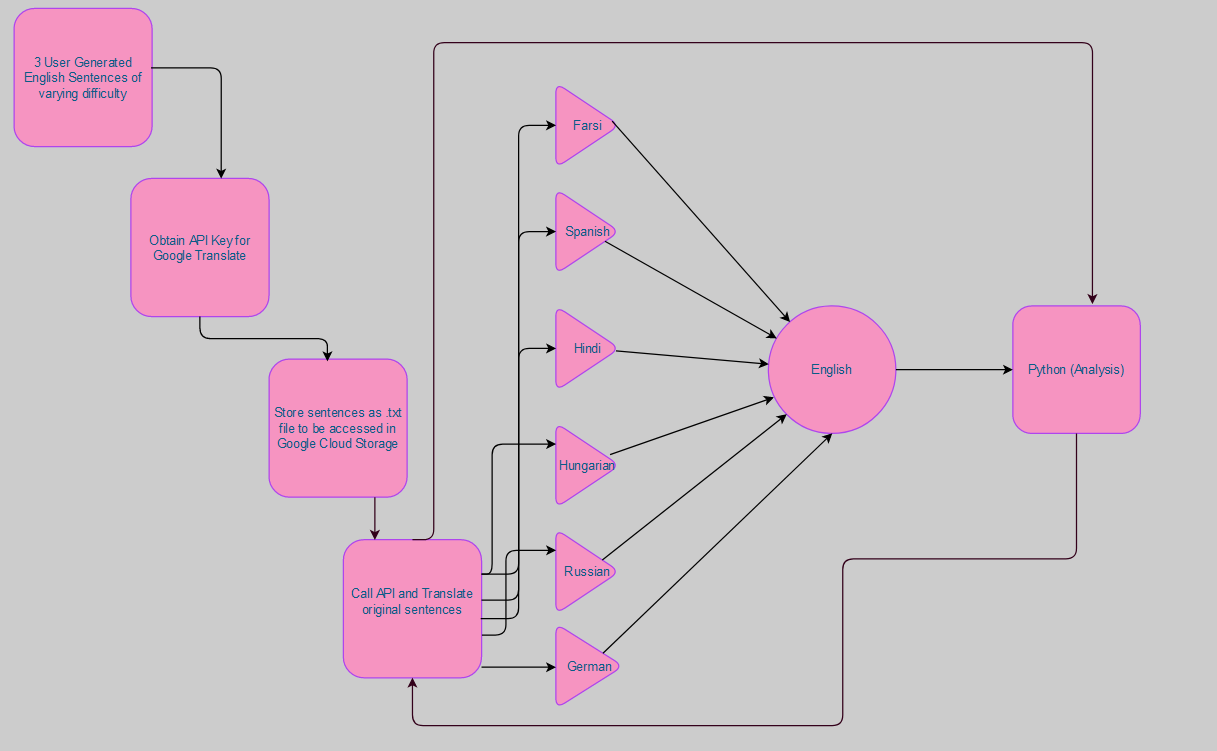 3 User Generated
English Sentences of
varying difficulty
Obtain API Key for
Google Translate
Store sentences as .txt
file to be accessed in
Google Cloud Storage
Call API and Translate
original sentences
Farsi
Spanish
Hindi
Hungarian
Russian
German
English
Python (Analysis)